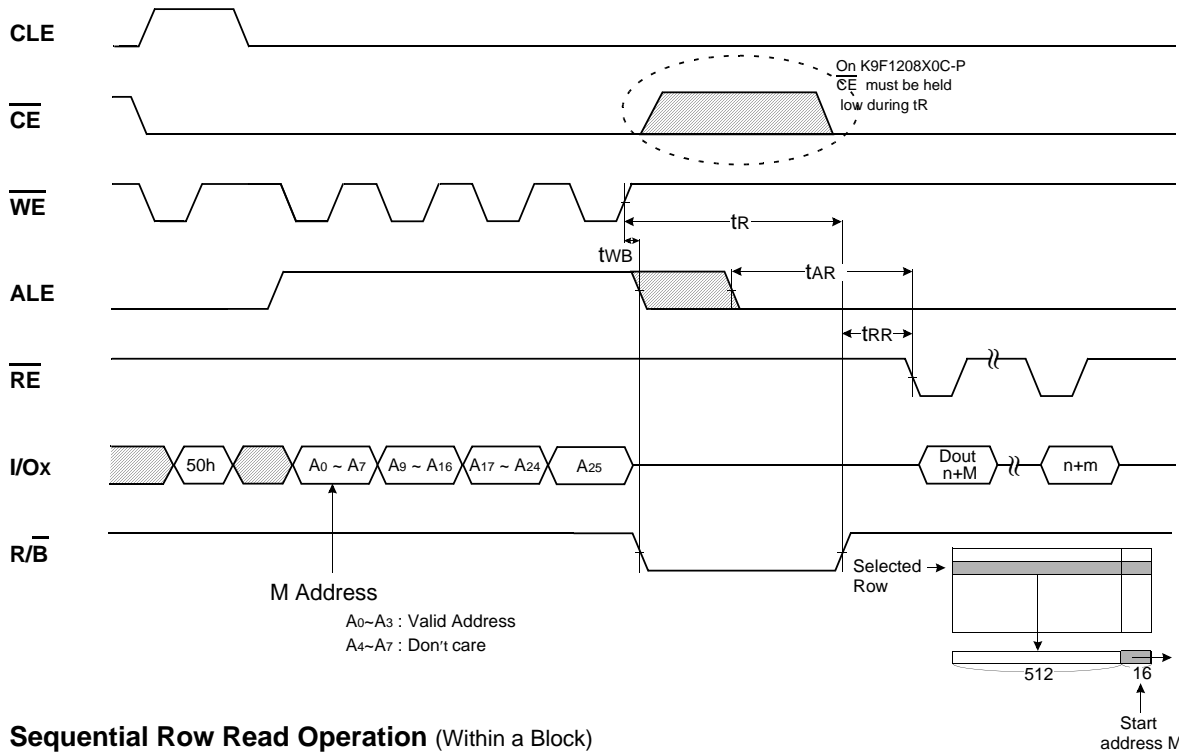 CLE
On K9F1208X0C-P
CE must be held
low during tR
CE
WE
tR
tWB
tAR
ALE
tRR
RE
I/Ox
50h
A0 ~ A7
A9 ~ A16
A17 ~ A24
A25
Dout
n+M
n+m
R/B
Selected
Row
M Address
A0~A3 : Valid Address
A4~A7 : Don't care
512
16
Start
address M
Sequential Row Read Operation (Within a Block)